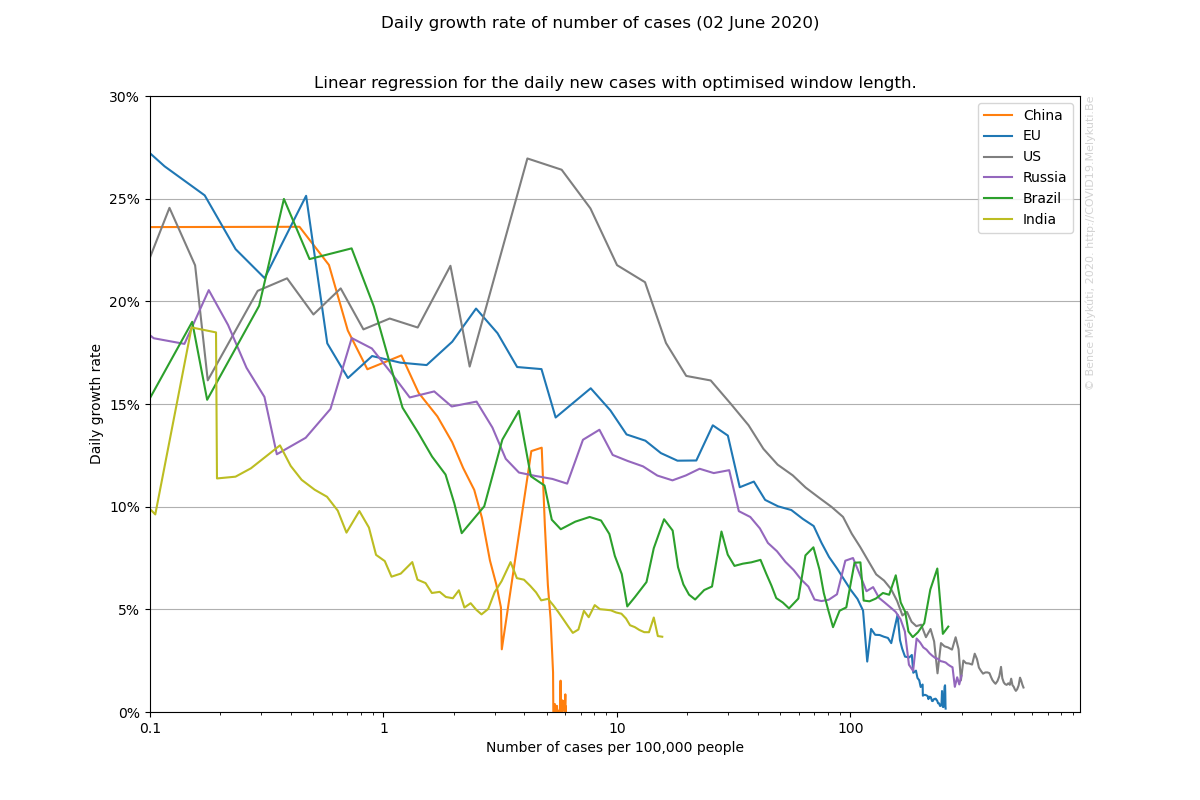 Daily growth rate of number of cases (02 June 2020)
Linear regression for the daily new cases with optimised window length.
30%
25%
20%
15%
10%
5%
0%
Daily growth rate
China
EU
US
Russia
Brazil
India
© Bence Mélykúti, 2020. http://COVID19.Melykuti.Be
0.1
1
10
100
Number of cases per 100,000 people